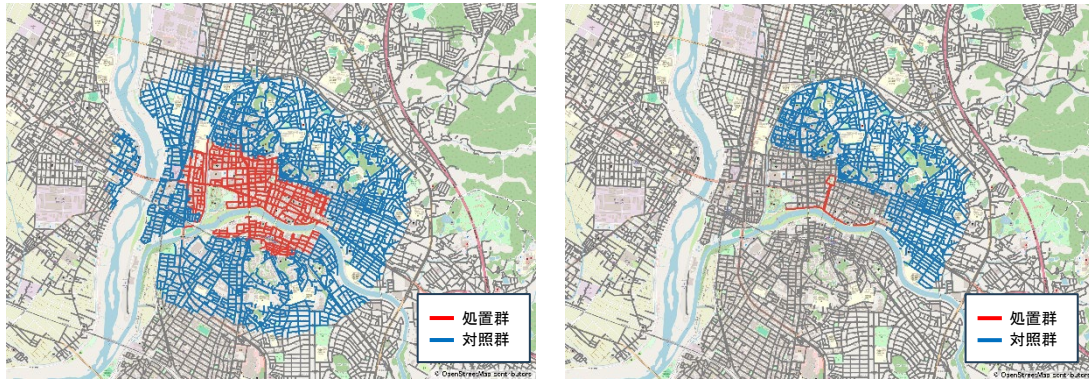 処置群
対照群
© OpenStreetMap contributors
処置群
対照群
© OpenStreetMap contributors